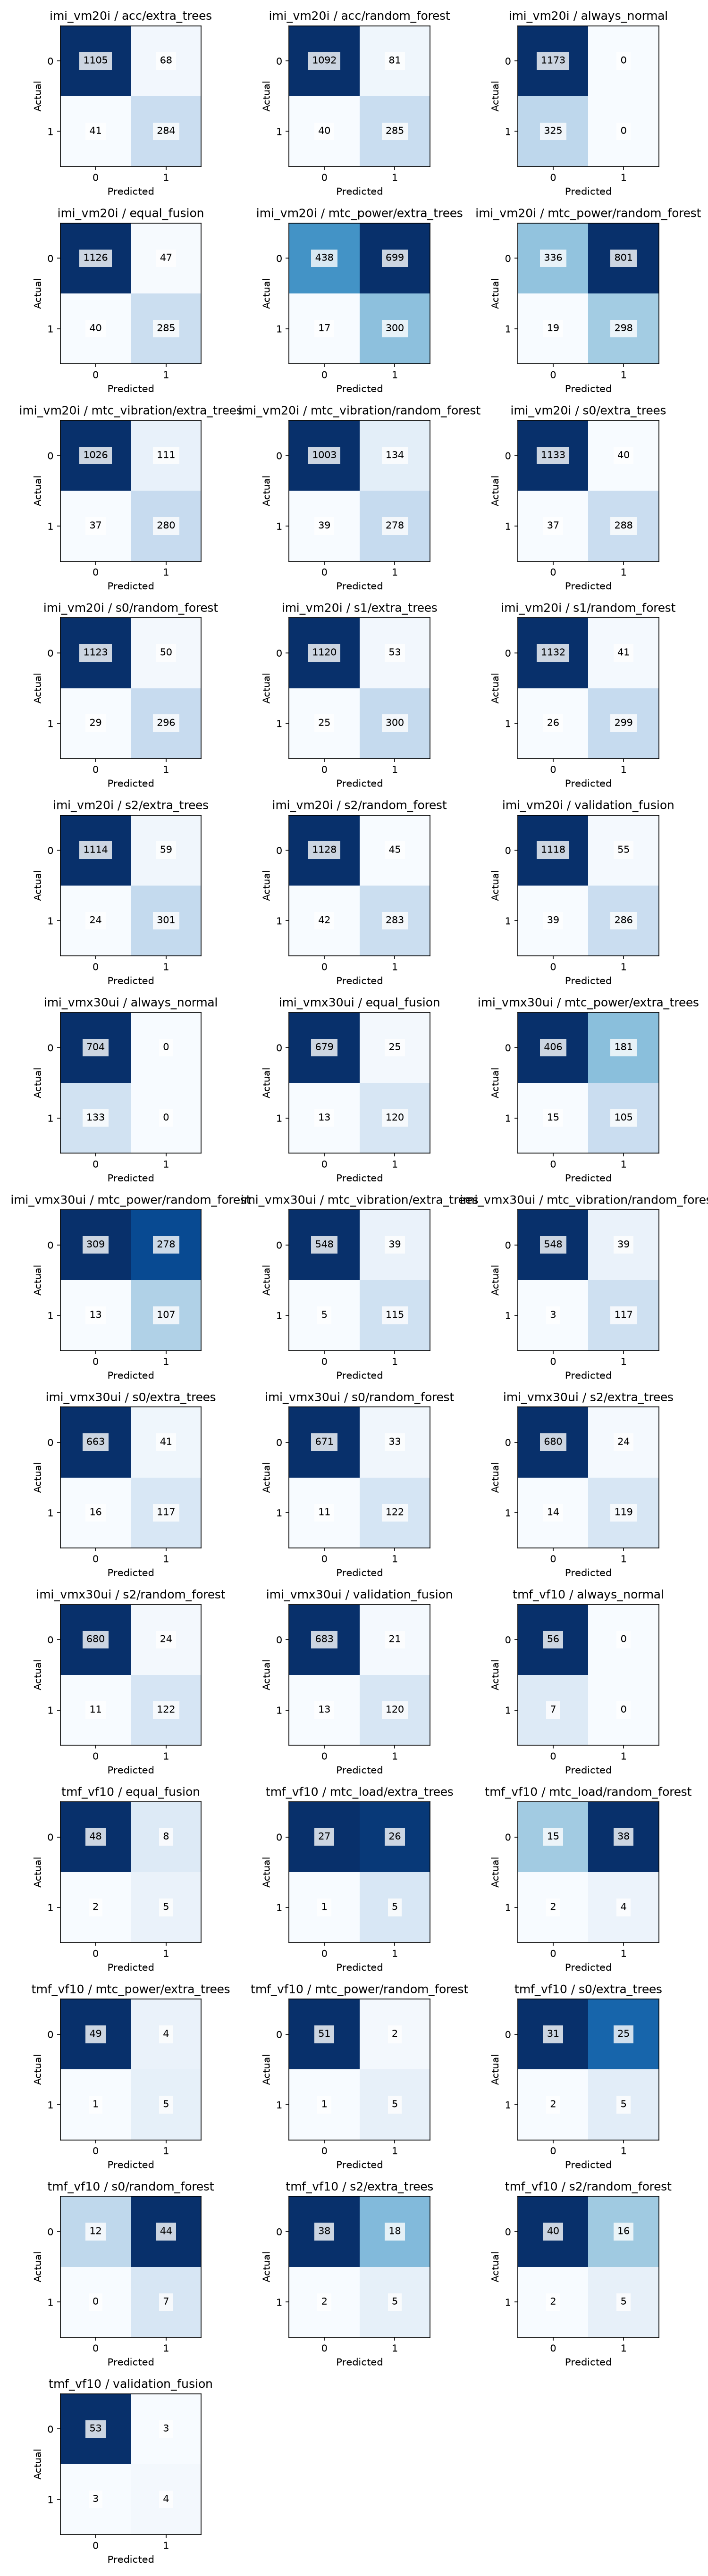 imi_vm20i / acc/extra_trees imi_vm20i / acc/random_forest imi_vm20i / always_normal
Actual 0 1105 68 Actual 0 1092 81 Actual 0 1173 0
1 41 284 1 40 285 1 325 0
0 1 0 1 0 1
Predicted Predicted Predicted
imi_vm20i / equal_fusion imi_vm20i / mtc_power/extra_trees imi_vm20i / mtc_power/random_forest
Actual 0 1126 47 Actual 0 438 699 Actual 0 336 801
1 40 285 1 17 300 1 19 298
0 1 0 1 0 1
Predicted Predicted Predicted
imi_vm20i / mtc_vibration/extra_trees imi_vm20i / mtc_vibration/random_forest imi_vm20i / s0/extra_trees
Actual 0 1026 111 Actual 0 1003 134 Actual 0 1133 40
1 37 280 1 39 278 1 37 288
0 1 0 1 0 1
Predicted Predicted Predicted
imi_vm20i / s0/random_forest imi_vm20i / s1/extra_trees imi_vm20i / s1/random_forest
Actual 0 1123 50 Actual 0 1120 53 Actual 0 1132 41
1 29 296 1 25 300 1 26 299
0 1 0 1 0 1
Predicted Predicted Predicted
imi_vm20i / s2/extra_trees imi_vm20i / s2/random_forest imi_vm20i / validation_fusion
Actual 0 1114 59 Actual 0 1128 45 Actual 0 1118 55
1 24 301 1 42 283 1 39 286
0 1 0 1 0 1
Predicted Predicted Predicted
imi_vmx30ui / always_normal imi_vmx30ui / equal_fusion imi_vmx30ui / mtc_power/extra_trees
Actual 0 704 0 Actual 0 679 25 Actual 0 406 181
1 133 0 1 13 120 1 15 105
0 1 0 1 0 1
Predicted Predicted Predicted
imi_vmx30ui / mtc_power/random_forest imi_vmx30ui / mtc_vibration/extra_trees imi_vmx30ui / mtc_vibration/random_fores
Actual 0 309 278 Actual 0 548 39 Actual 0 548 39
1 13 107 1 5 115 1 3 117
0 1 0 1 0 1
Predicted Predicted Predicted
imi_vmx30ui / s0/extra_trees imi_vmx30ui / s0/random_forest imi_vmx30ui / s2/extra_trees
Actual 0 663 41 Actual 0 671 33 Actual 0 680 24
1 16 117 1 11 122 1 14 119
0 1 0 1 0 1
Predicted Predicted Predicted
imi_vmx30ui / s2/random_forest imi_vmx30ui / validation_fusion tmf_vf10 / always_normal
Actual 0 680 24 Actual 0 683 21 Actual 0 56 0
1 11 122 1 13 120 1 7 0
0 1 0 1 0 1
Predicted Predicted Predicted
tmf_vf10 / equal_fusion tmf_vf10 / mtc_load/extra_trees tmf_vf10 / mtc_load/random_forest
Actual 0 48 8 Actual 0 27 26 Actual 0 15 38
1 2 5 1 1 5 1 2 4
0 1 0 1 0 1
Predicted Predicted Predicted
tmf_vf10 / mtc_power/extra_trees tmf_vf10 / mtc_power/random_forest tmf_vf10 / s0/extra_trees
Actual 0 49 4 Actual 0 51 2 Actual 0 31 25
1 1 5 1 1 5 1 2 5
0 1 0 1 0 1
Predicted Predicted Predicted
tmf_vf10 / s0/random_forest tmf_vf10 / s2/extra_trees tmf_vf10 / s2/random_forest
Actual 0 12 44 Actual 0 38 18 Actual 0 40 16
1 0 7 1 2 5 1 2 5
0 1 0 1 0 1
Predicted Predicted Predicted
tmf_vf10 / validation_fusion
Actual 0 53 3
1 3 4
0 1
Predicted